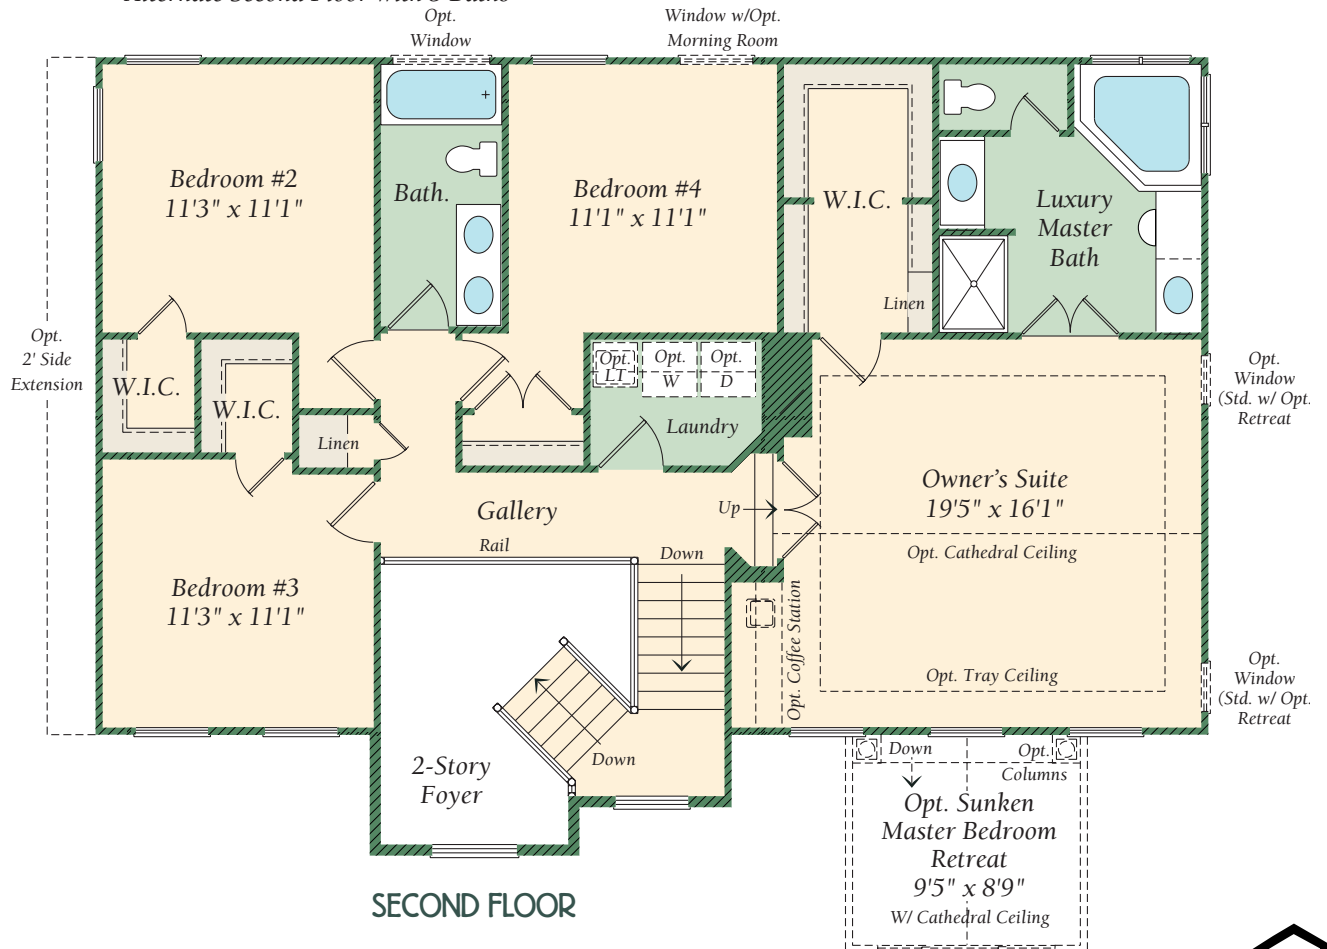 Opt.
Window
Window w/Opt.
Morning Room
Bedroom #2
11'3" x 11'1"
Bath.
Bedroom #4
11'1" x 11'1"
W.I.C.
Luxury
Master
Bath
Linen
Opt.
2' Side
Extension
W.I.C.
W.I.C.
Linen
Opt.
LT
Opt.
W
Opt.
D
Laundry
Opt.
Window
(Std. w/ Opt.
Retreat
Owner's Suite
19'5" x 16'1"
Gallery
Up
Rail
Down
Opt. Cathedral Ceiling
Bedroom #3
11'3" x 11'1"
Opt. Coffee Station
Opt. Tray Ceiling
Opt.
Window
(Std. w/ Opt.
Retreat
2-Story
Foyer
Down
Down
Opt.
Columns
Opt. Sunken
Master Bedroom
Retreat
9'5" x 8'9"
W/ Cathedral Ceiling
SECOND FLOOR